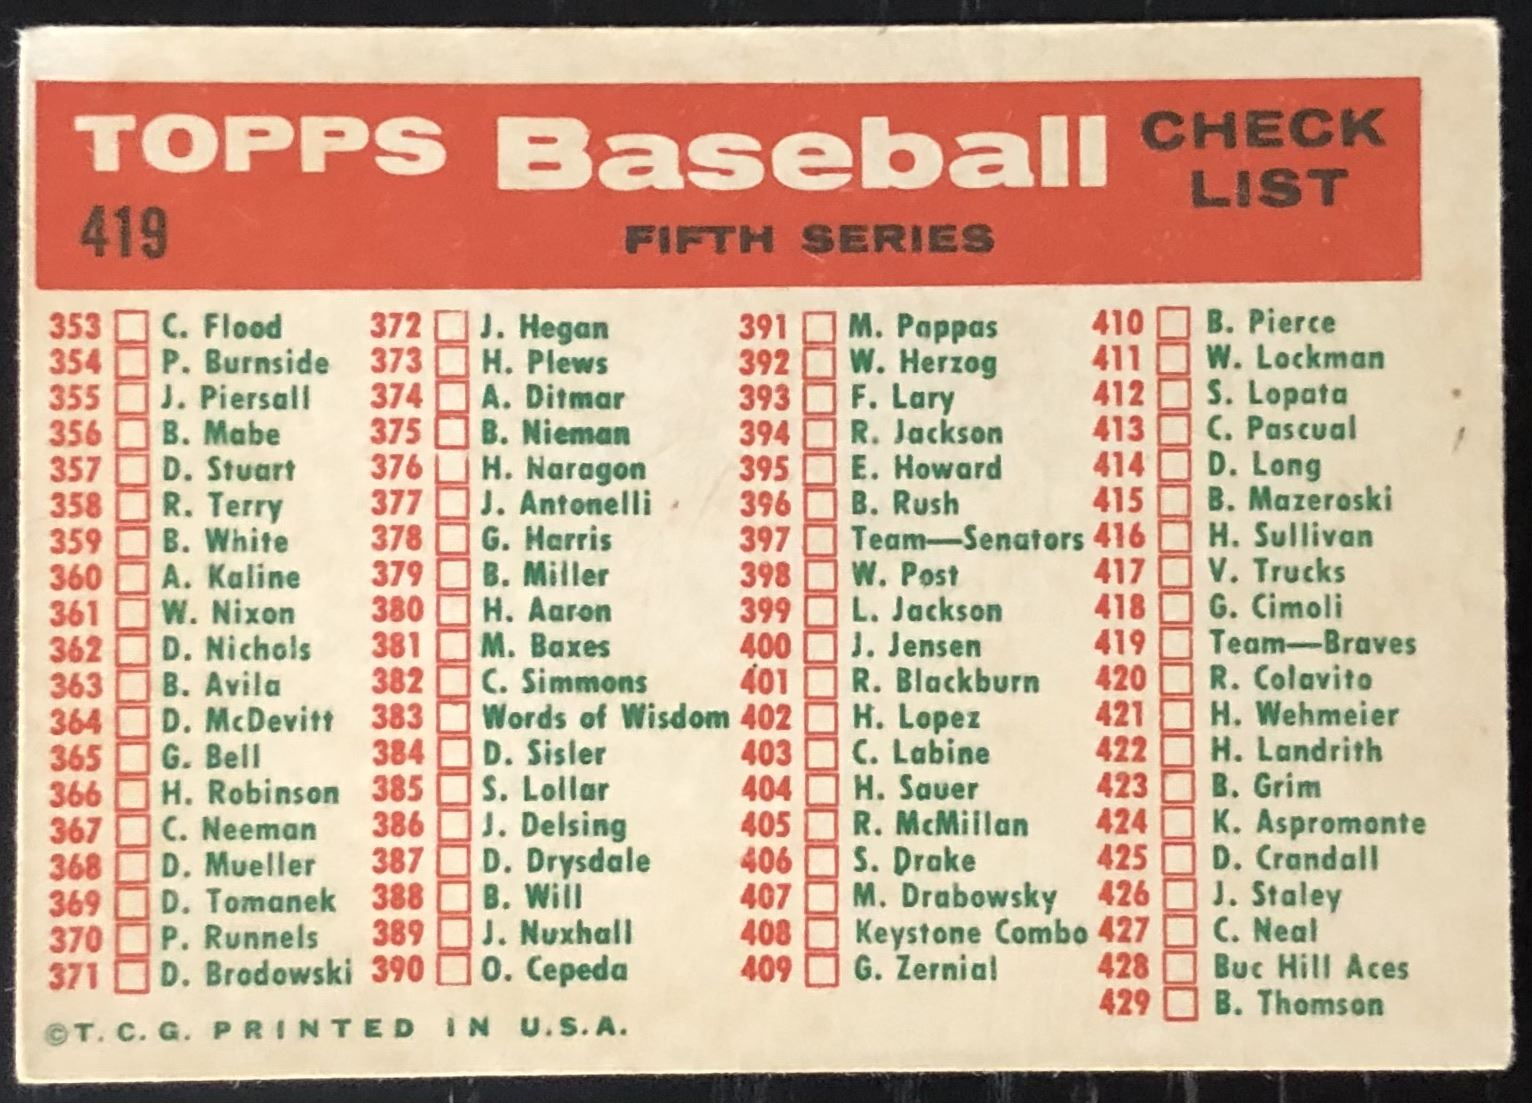 TOPPS Baseball CHECK LIST
419
FIFTH SERIES
353 C. Flood
354 P. Burnside
355 J. Piersall
356 B. Mabe
357 D. Stuart
358 R. Terry
359 B. White
360 A. Kaline
361 W. Nixon
362 D. Nichols
363 B. Avila
364 D. McDevitt
365 G. Bell
366 H. Robinson
367 C. Neeman
368 D. Mueller
369 D. Tomanek
370 P. Runnels
371 D. Brodowski
372 J. Hegan
373 H. Plews
374 A. Ditmar
375 B. Nieman
376 H. Naragon
377 J. Antonelli
378 G. Harris
379 B. Miller
380 H. Aaron
381 M. Baxes
382 C. Simmons
383 Words of Wisdom
384 D. Sisler
385 S. Lollar
386 J. Delsing
387 D. Drysdale
388 B. Will
389 J. Nuxhall
390 O. Cepeda
391 M. Pappas
392 W. Herzog
393 F. Lary
394 R. Jackson
395 E. Howard
396 B. Rush
397 Team—Senators
398 W. Post
399 L. Jackson
400 J. Jensen
401 R. Blackburn
402 H. Lopez
403 C. Labine
404 H. Sauer
405 R. McMillan
406 S. Drake
407 M. Drabowsky
408 Keystone Combo
409 G. Zernial
410 B. Pierce
411 W. Lockman
412 S. Lopata
413 C. Pascual
414 D. Long
415 B. Mazeroski
416 H. Sullivan
417 V. Trucks
418 G. Cimoli
419 Team—Braves
420 R. Colavito
421 H. Wehmeier
422 H. Landrith
423 B. Grim
424 K. Aspromonte
425 D. Crandall
426 J. Staley
427 C. Neal
428 Buc Hill Aces
429 B. Thomson
©T. C. G. PRINTED IN U.S.A.